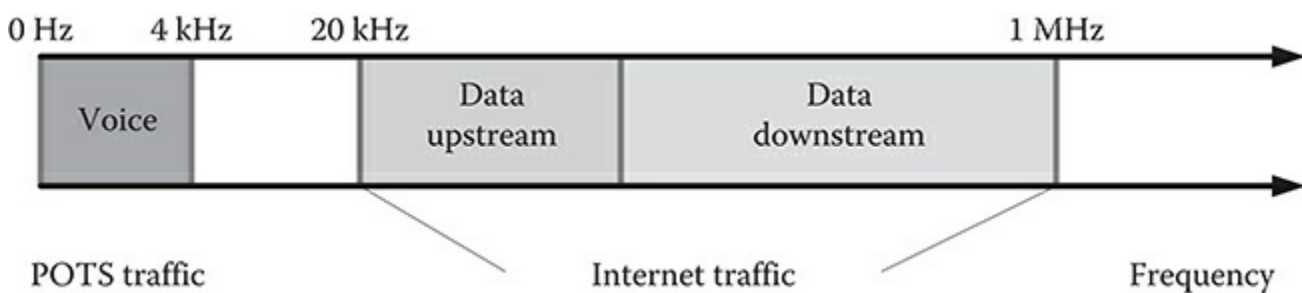 0 Hz 4 kHz 20 kHz 1 MHz
Voice
Data
upstream
Data
downstream
POTS traffic Internet traffic Frequency